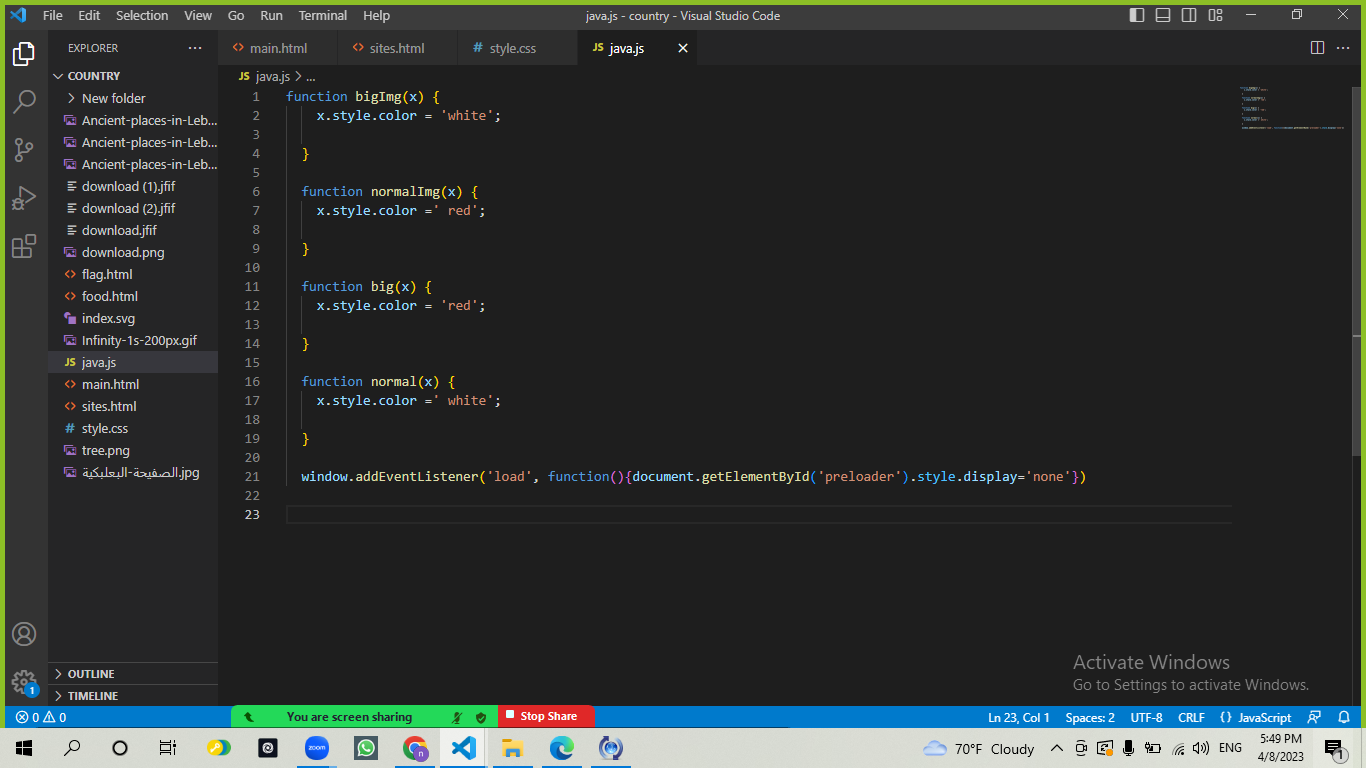 File Edit Selection View Go Run Terminal Help
java.js - country - Visual Studio Code
EXPLORER
COUNTRY
New folder
Ancient-places-in-Leb...
Ancient-places-in-Leb...
Ancient-places-in-Leb...
download (1).jfif
download (2).jfif
download.jfif
download.png
flag.html
food.html
index.svg
Infinity-1s-200px.gif
JS java.js
main.html
sites.html
# style.css
tree.png
الصفيحة-البعلبكية.jpg
OUTLINE
TIMELINE
main.html
sites.html
# style.css
JS java.js
JS java.js > ...
1 function bigImg(x) {
2 x.style.color = 'white';
3
4 }
5
6 function normalImg(x) {
7 x.style.color =' red';
8
9 }
10
11 function big(x) {
12 x.style.color = 'red';
13
14 }
15
16 function normal(x) {
17 x.style.color =' white';
18
19 }
20
21 window.addEventListener('load', function(){document.getElementById('preloader').style.display='none'})
22
23
Activate Windows
Go to Settings to activate Windows.
1
0 0
You are screen sharing
Stop Share
Ln 23, Col 1 Spaces: 2 UTF-8 CRLF {} JavaScript
zoom
n
70°F Cloudy
ENG
5:49 PM
4/8/2023
1